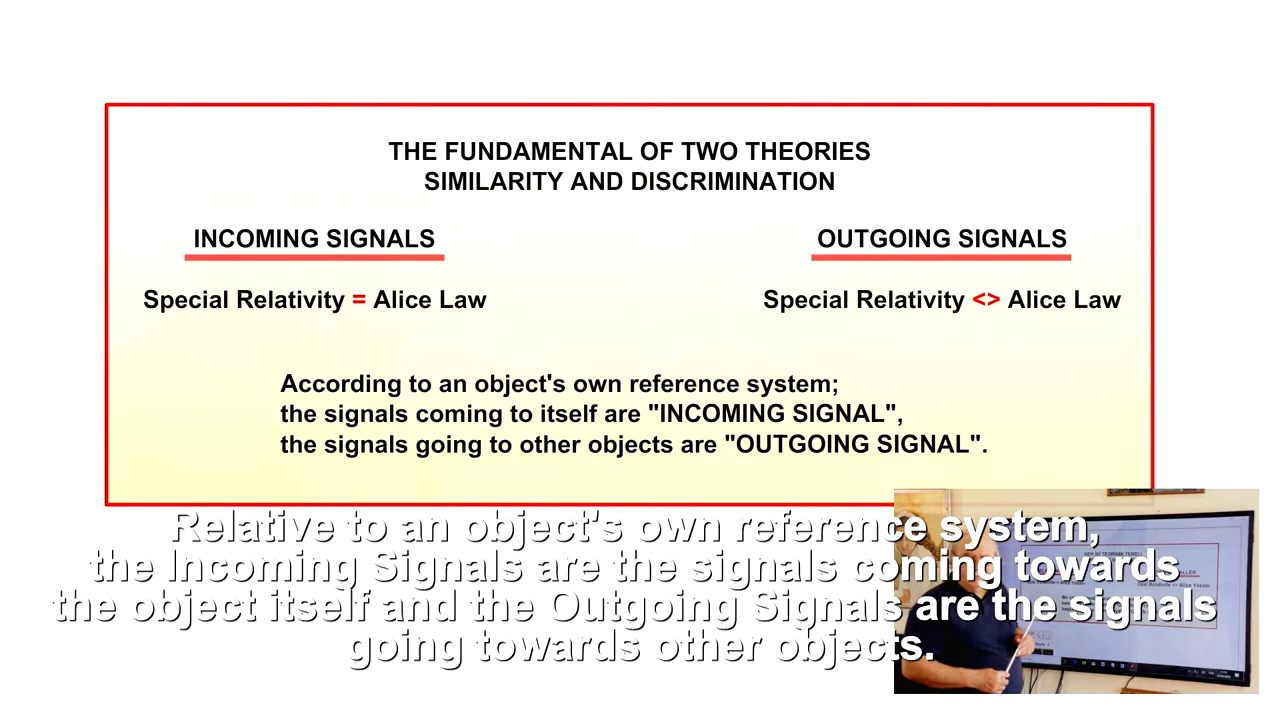 THE FUNDAMENTAL OF TWO THEORIES
SIMILARITY AND DISCRIMINATION
INCOMING SIGNALS
OUTGOING SIGNALS
Special Relativity = Alice Law
Special Relativity <> Alice Law
According to an object's own reference system;
the signals coming to itself are "INCOMING SIGNAL",
the signals going to other objects are "OUTGOING SIGNAL".
Relative to an object's own reference system,
the Incoming Signals are the signals coming towards
the object itself and the Outgoing Signals are the signals
going towards other objects.